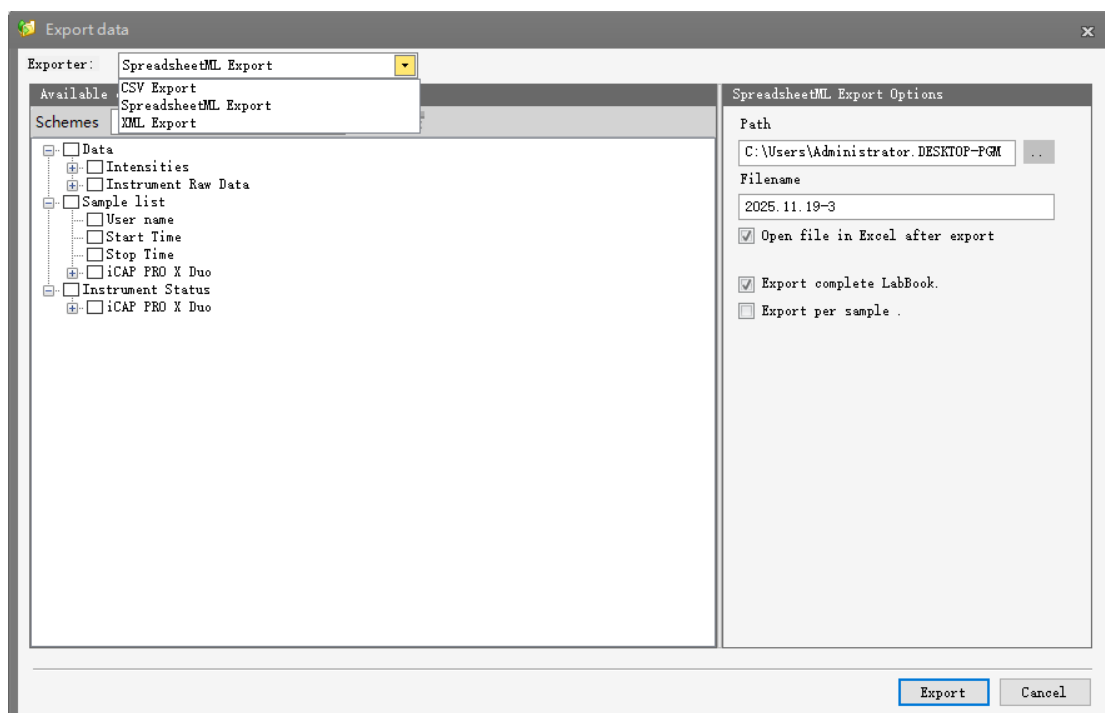 Export data
Exporter: SpreadsheetML Export
CSV Export
SpreadsheetML Export
XML Export
Available
Schemes
Data
Intensities
Instrument Raw Data
Sample list
User name
Start Time
Stop Time
iCAP PRO X Duo
Instrument Status
iCAP PRO X Duo
SpreadsheetML Export Options
Path
C:\Users\Administrator.DESKTOP-PGM ..
Filename
2025.11.19-3
Open file in Excel after export
Export complete LabBook.
Export per sample .
Export Cancel